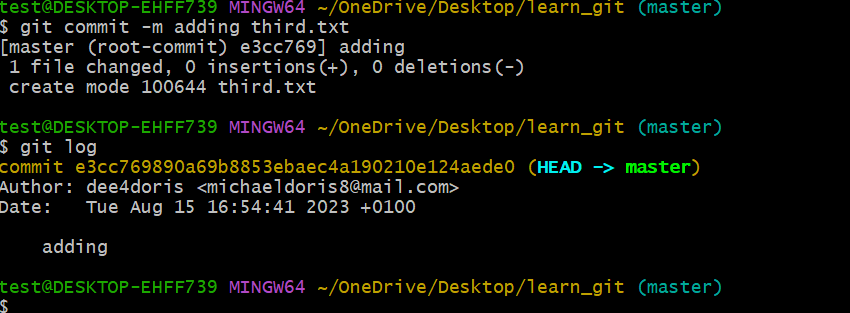 test@DESKTOP-EHFF739 MINGW64 ~/OneDrive/Desktop/learn_git (master)
$ git commit -m adding third.txt
[master (root-commit) e3cc769] adding
 1 file changed, 0 insertions(+), 0 deletions(-)
 create mode 100644 third.txt

test@DESKTOP-EHFF739 MINGW64 ~/OneDrive/Desktop/learn_git (master)
$ git log
commit e3cc769890a69b8853ebaec4a190210e124aede0 (HEAD -> master)
Author: dee4doris <michaeldoris8@mail.com>
Date:   Tue Aug 15 16:54:41 2023 +0100

    adding

test@DESKTOP-EHFF739 MINGW64 ~/OneDrive/Desktop/learn_git (master)
$